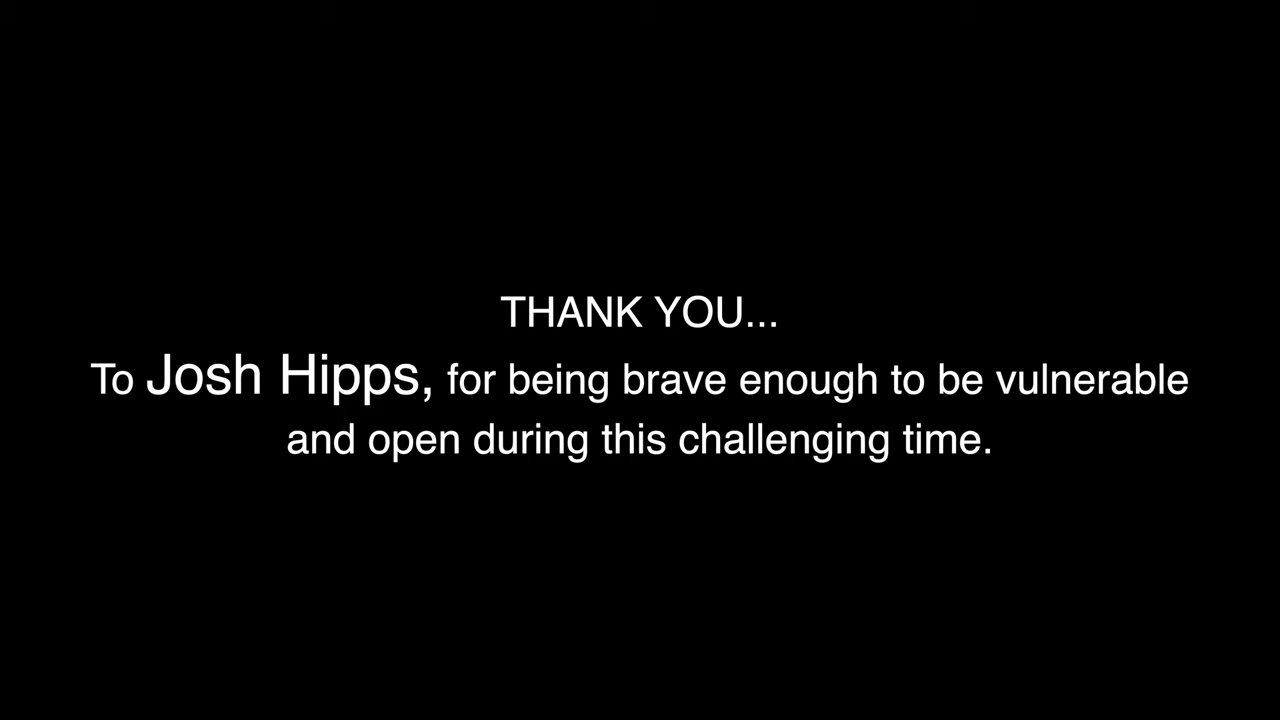 THANK YOU...
To Josh Hipps, for being brave enough to be vulnerable
and open during this challenging time.